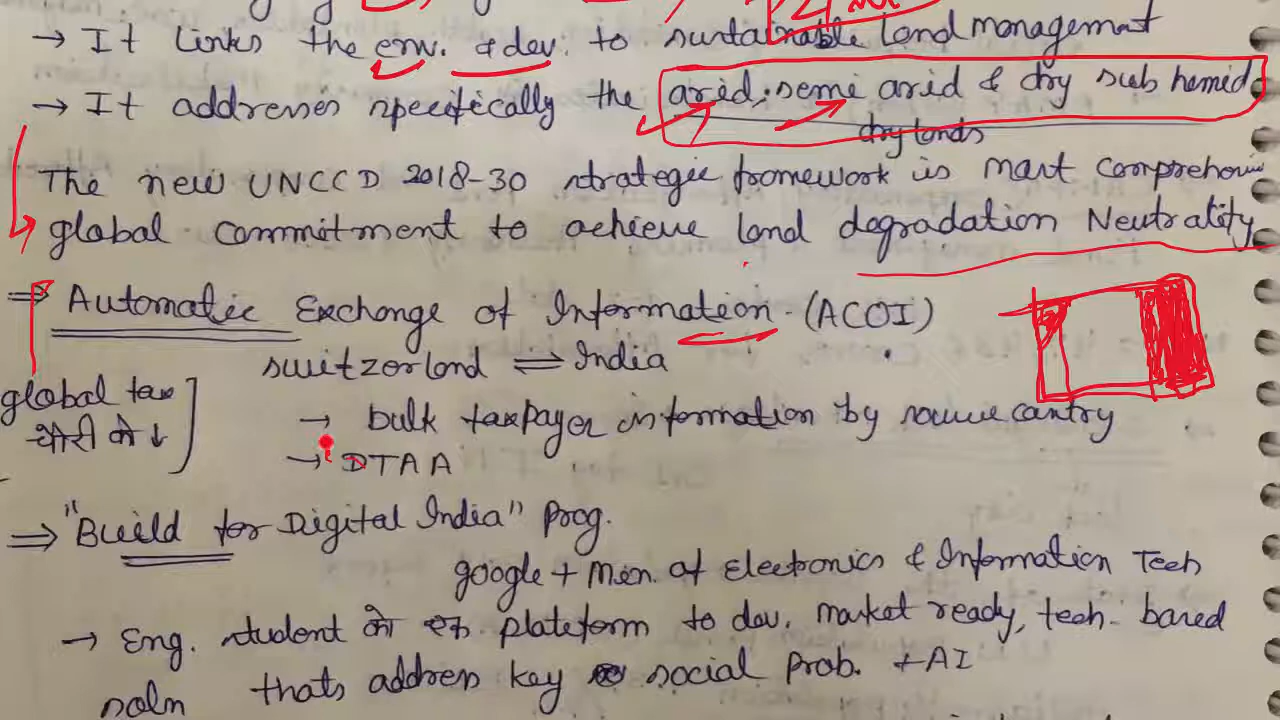 → It links the env. & dev. to sustainable land management
→ It addresses specifically the arid, semi arid & dry sub hemid
dry lands
The new UNCCD 2018-30 strategic framework is most comprehensiv
global commitment to achieve land degradation Neutrality
⇒ Automatic Exchange of Information - (ACOI)
switzerland ⇌ India
global tax
चोरी को ↓
→ bulk taxpayer information by source cantry
→ DTAA
⇒ "Build for Digital India" prog.
google + Min. of Electronics & Information Tech
→ Eng. student को एक plateform to dev. market ready, tech. based
soln thats address key social prob. + AI